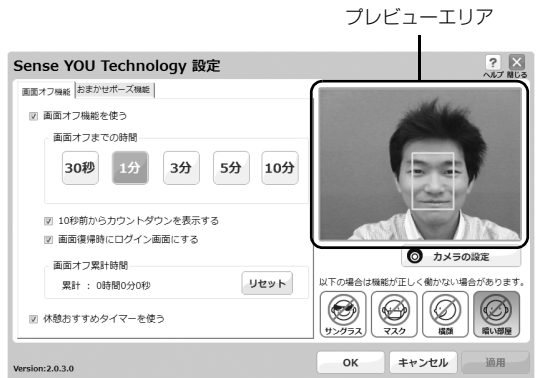 プレビューエリア
Sense YOU Technology 設定
?
ヘルプ 閉じる
画面オフ機能 おまかせポーズ機能
画面オフ機能を使う
画面オフまでの時間
30秒 1分 3分 5分 10分
10秒前からカウントダウンを表示する
画面復帰時にログイン画面にする
カメラの設定
画面オフ累計時間
累計 : 0時間0分0秒 リセット
以下の場合は機能が正しく働かない場合があります。
サングラス マスク 横顔 暗い部屋
休憩おすすめタイマーを使う
Version:2.0.3.0
OK キャンセル 適用